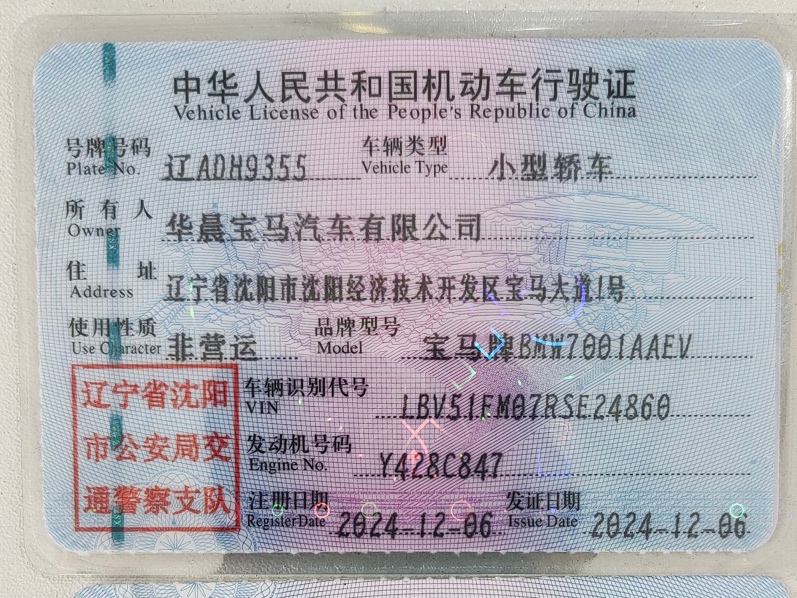 中华人民共和国机动车行驶证
Vehicle License of the People's Republic of China
号牌号码 辽ADH9355 车辆类型 小型轿车
Plate No. Vehicle Type
所有人 华晨宝马汽车有限公司
Owner
住址 辽宁省沈阳市沈阳经济技术开发区宝马大道1号
Address
使用性质 非营运 品牌型号 宝马牌BMW7001AAEV
Use Character Model
车辆识别代号 LBV51FM07RSE24860
VIN
发动机号码 Y428C847
Engine No.
注册日期 2024-12-06 发证日期 2024-12-06
Register Date Issue Date
辽宁省沈阳
市公安局交
通警察支队